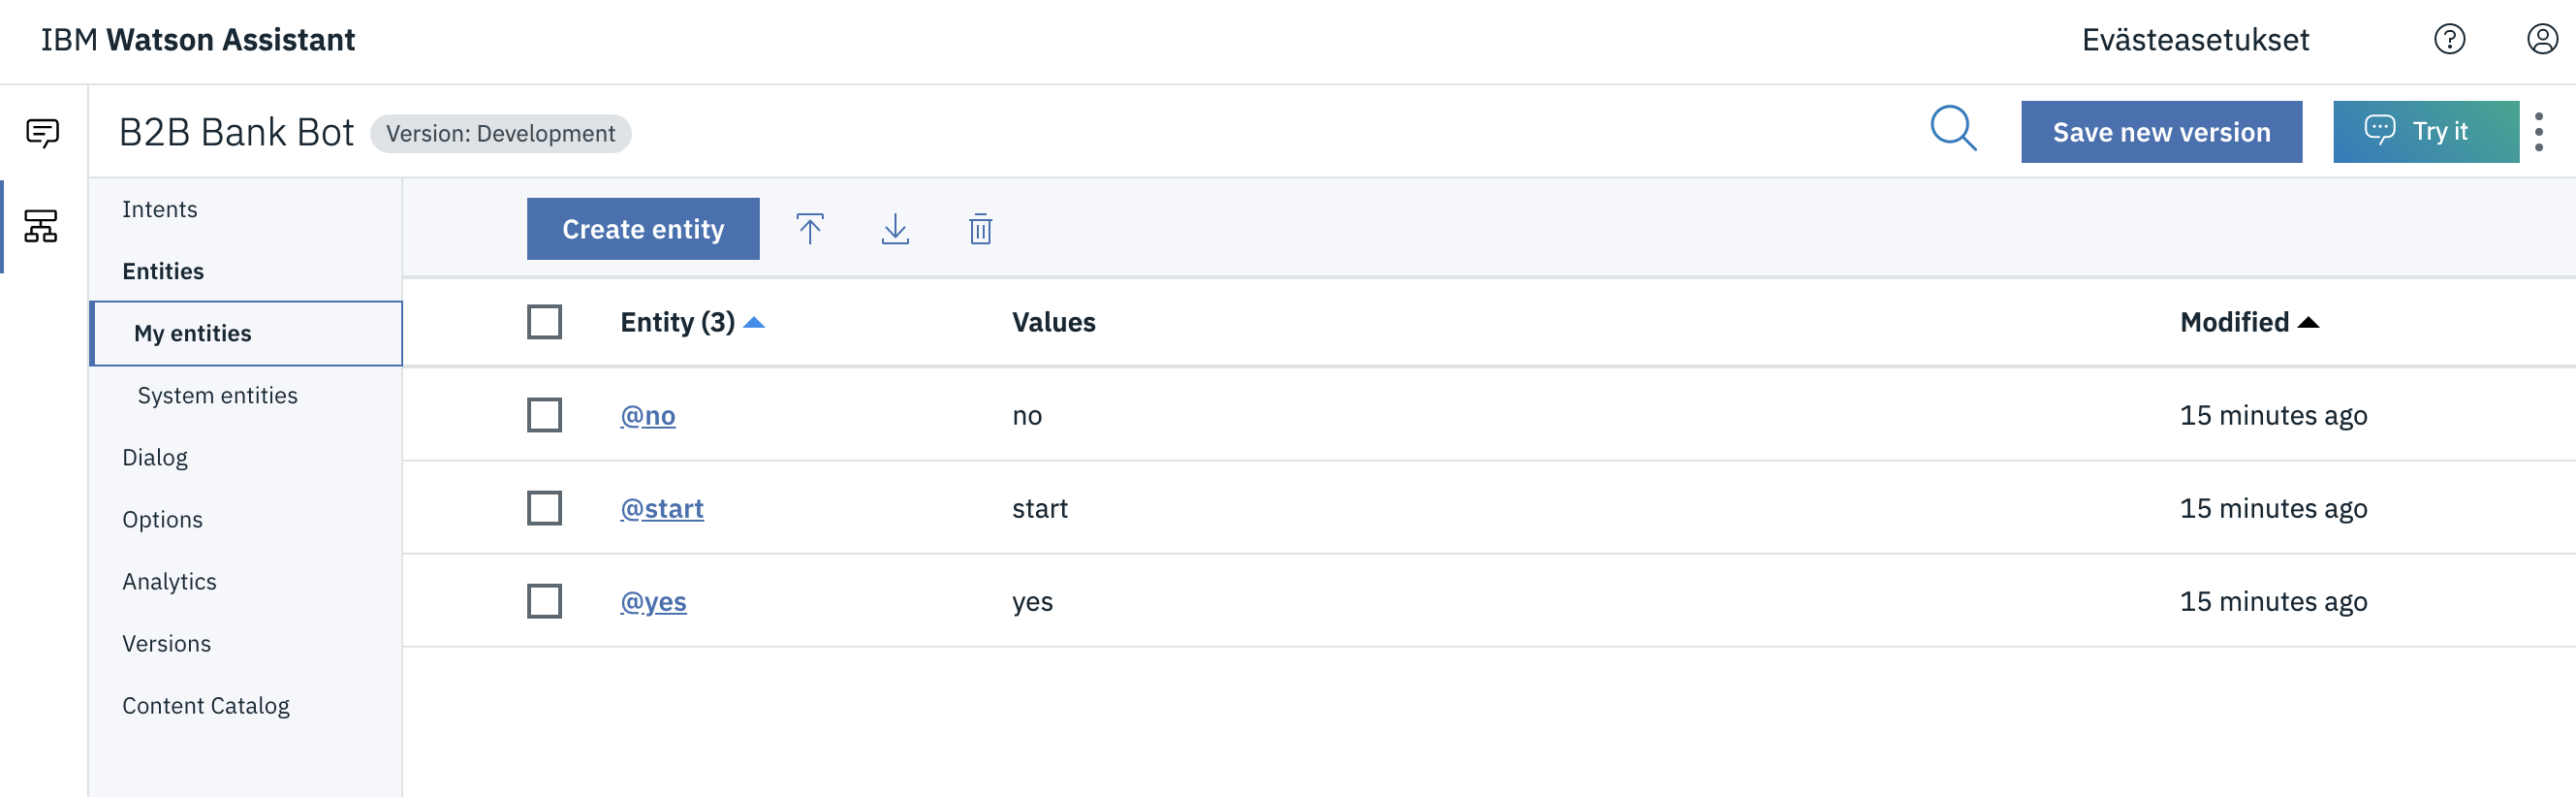 IBM Watson Assistant
Evästeasetukset
B2B Bank Bot
Version: Development
Save new version
Try it
Intents
Entities
My entities
System entities
Dialog
Options
Analytics
Versions
Content Catalog
Create entity
Entity (3) Values Modified
@no no 15 minutes ago
@start start 15 minutes ago
@yes yes 15 minutes ago